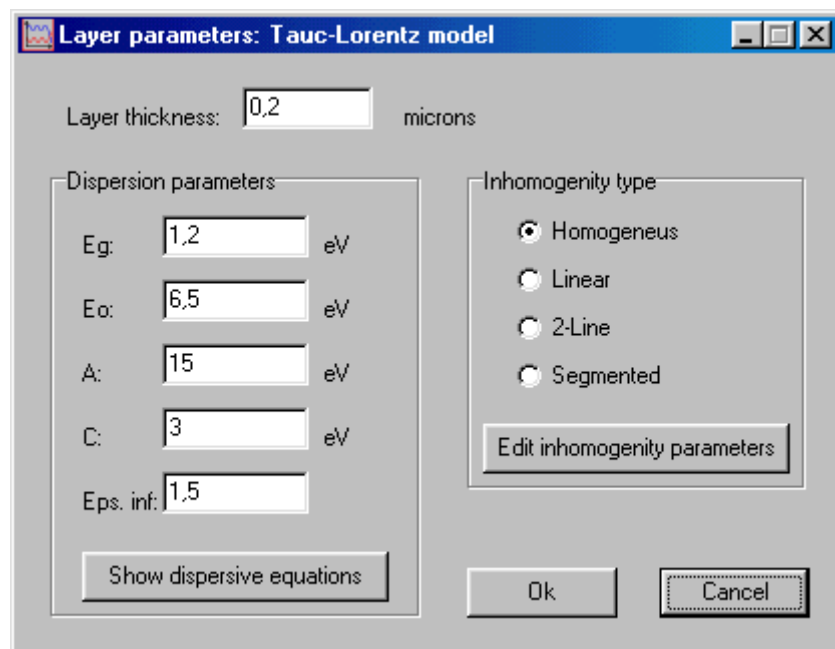 Layer parameters: Tauc-Lorentz model
Layer thickness: 0,2 microns
Dispersion parameters
Eg: 1,2 eV
Eo: 6,5 eV
A: 15 eV
C: 3 eV
Eps. inf: 1,5
Show dispersive equations
Inhomogenity type
Homogeneus
Linear
2-Line
Segmented
Edit inhomogenity parameters
Ok
Cancel